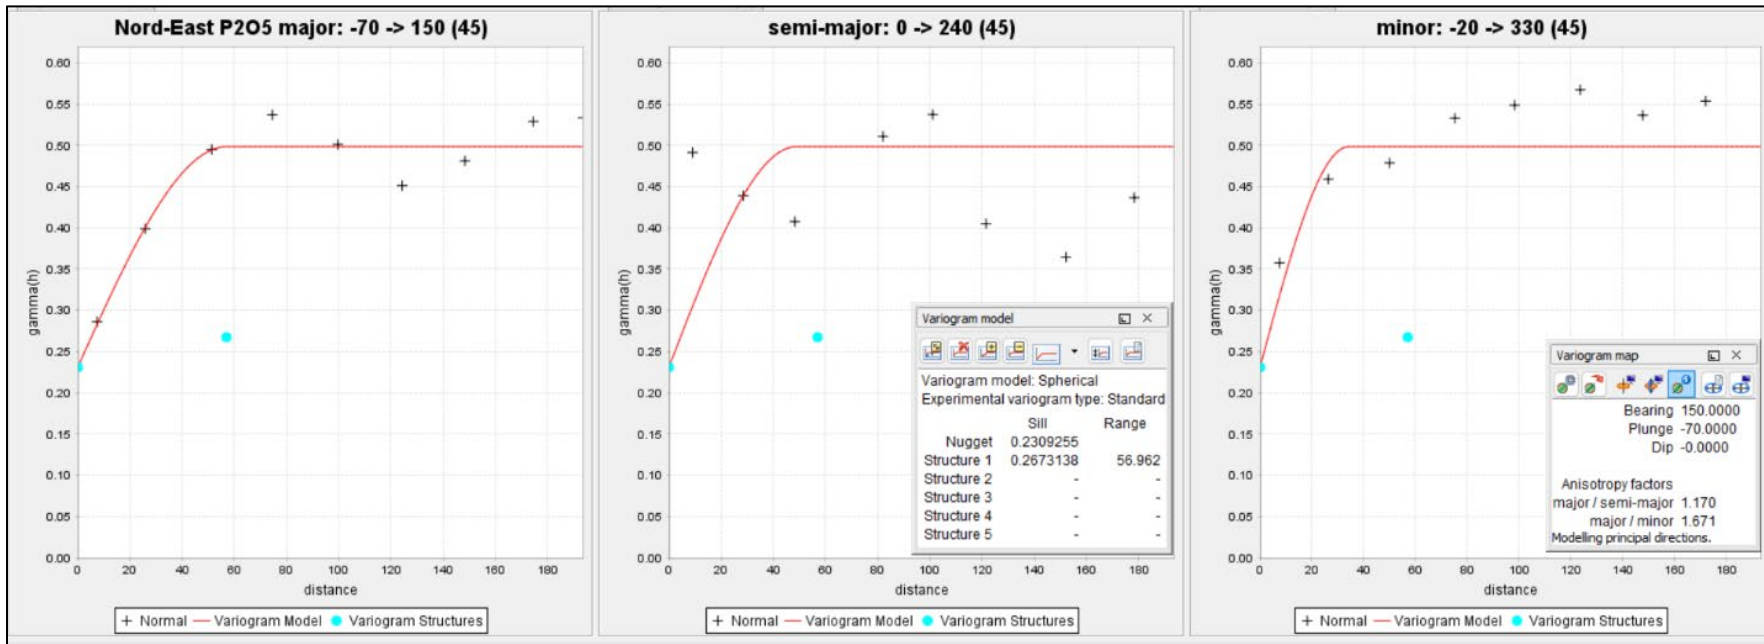 Nord-East P2O5 major: -70 -> 150 (45)
0.60
0.55
0.50
0.45
0.40
0.35
0.30
0.25
0.20
0.15
0.10
0.05
0.00
gamma(h)
0 20 40 60 80 100 120 140 160 180
distance
Normal Variogram Model Variogram Structures
semi-major: 0 -> 240 (45)
0.60
0.55
0.50
0.45
0.40
0.35
0.30
0.25
0.20
0.15
0.10
0.05
0.00
gamma(h)
0 20 40 60 80 100 120 140 160 180
distance
Normal Variogram Model Variogram Structures
Variogram model
Variogram model: Spherical
Experimental variogram type: Standard
Sill Range
Nugget 0.2309255
Structure 1 0.2673138 56.962
Structure 2 - -
Structure 3 - -
Structure 4 - -
Structure 5 - -
minor: -20 -> 330 (45)
0.60
0.55
0.50
0.45
0.40
0.35
0.30
0.25
0.20
0.15
0.10
0.05
0.00
gamma(h)
0 20 40 60 80 100 120 140 160 180
distance
Normal Variogram Model Variogram Structures
Variogram map
Bearing 150.0000
Plunge -70.0000
Dip -0.0000
Anisotropy factors
major / semi-major 1.170
major / minor 1.671
Modelling principal directions.